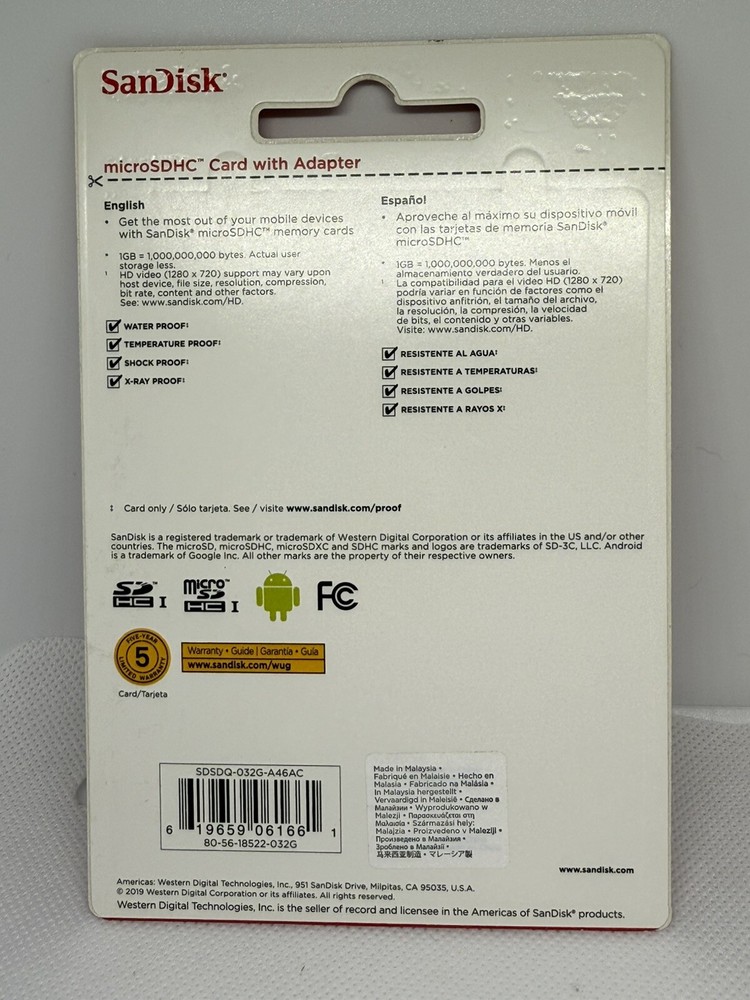 SanDisk®
microSDHC™ Card with Adapter
English
• Get the most out of your mobile devices
with SanDisk® microSDHC™ memory cards
* 1GB = 1,000,000,000 bytes. Actual user
storage less.
¹ HD video (1280 x 720) support may vary upon
host device, file size, resolution, compression,
bit rate, content and other factors.
See: www.sandisk.com/HD.
WATER PROOF‡
TEMPERATURE PROOF‡
SHOCK PROOF‡
X-RAY PROOF‡
Español
• Aproveche al máximo su dispositivo móvil
con las tarjetas de memoria SanDisk®
microSDHC™
* 1GB = 1,000,000,000 bytes. Menos el
almacenamiento verdadero del usuario.
¹ La compatibilidad para el video HD (1280 x 720)
podría variar en función de factores como el
dispositivo anfitrión, el tamaño del archivo,
la resolución, la compresión, la velocidad
de bits, el contenido y otras variables.
Visite: www.sandisk.com/HD.
RESISTENTE AL AGUA‡
RESISTENTE A TEMPERATURAS‡
RESISTENTE A GOLPES‡
RESISTENTE A RAYOS X‡
‡ Card only / Sólo tarjeta. See / visite www.sandisk.com/proof
SanDisk is a registered trademark or trademark of Western Digital Corporation or its affiliates in the US and/or other
countries. The microSD, microSDHC, microSDXC and SDHC marks and logos are trademarks of SD-3C, LLC. Android
is a trademark of Google Inc. All other marks are the property of their respective owners.
SD HC I
micro SD HC I
FC
FIVE-YEAR
5
LIMITED WARRANTY
Card/Tarjeta
Warranty • Guide | Garantía • Guía
www.sandisk.com/wug
SDSDQ-032G-A46AC
6 19659 06166 1
80-56-18522-032G
Made in Malaysia •
Fabriqué en Malaisie • Hecho en
Malasia • Fabricado na Malásia •
In Malaysia hergestellt •
Vervaardigd in Maleisië • Сделано в
Малайзии • Wyprodukowano w
Malezji • Παρασκευάζεται στη
Μαλαισία • Származási hely:
Malajzia • Proizvedeno v Maleziji •
Произведено в Малайзия •
Зроблено в Малайзії •
马来西亚制造 • マレーシア製
www.sandisk.com
Americas: Western Digital Technologies, Inc., 951 SanDisk Drive, Milpitas, CA 95035, U.S.A.
© 2019 Western Digital Corporation or its affiliates. All rights reserved.
Western Digital Technologies, Inc. is the seller of record and licensee in the Americas of SanDisk® products.